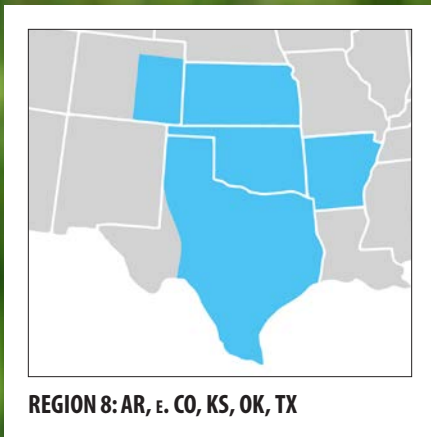 REGION 8: AR, E. CO, KS, OK, TX